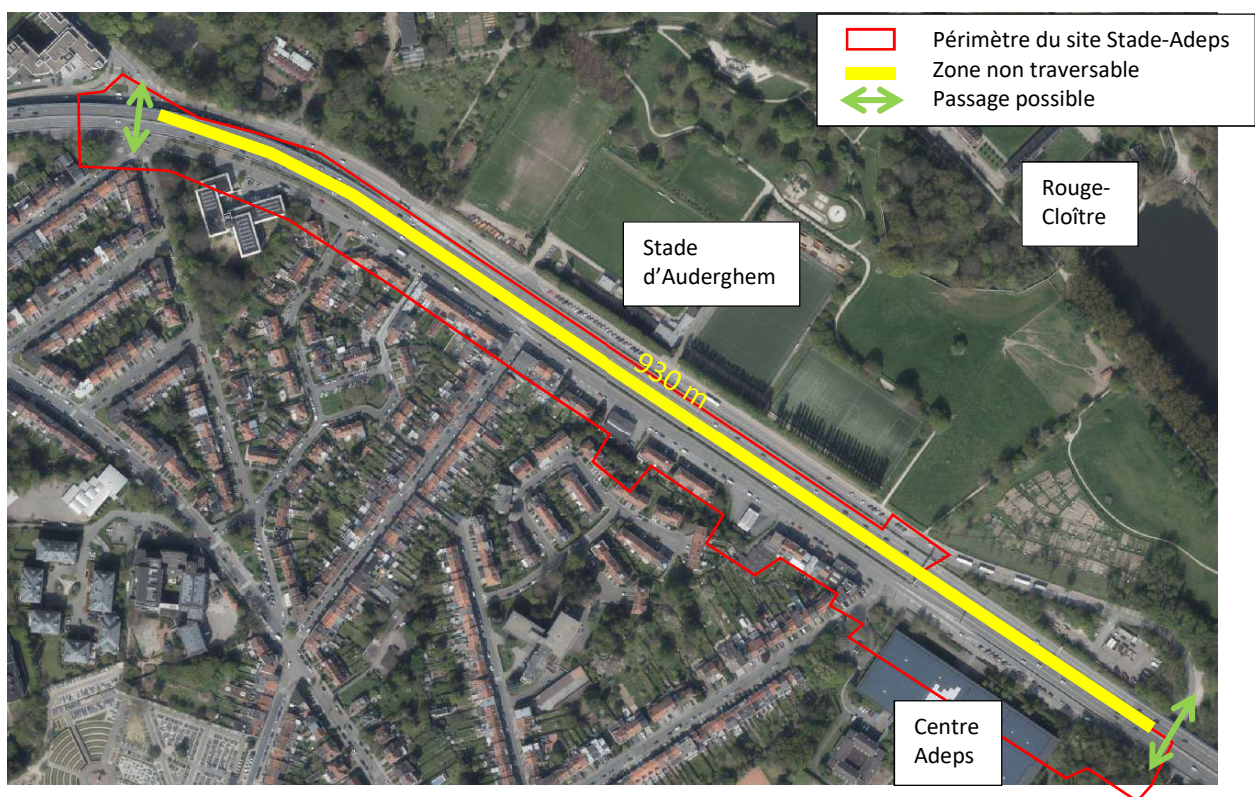 Périmètre du site Stade-Adeps
Zone non traversable
Passage possible
Rouge-
Cloître
Stade
d’Auderghem
930 m
Centre
Adeps